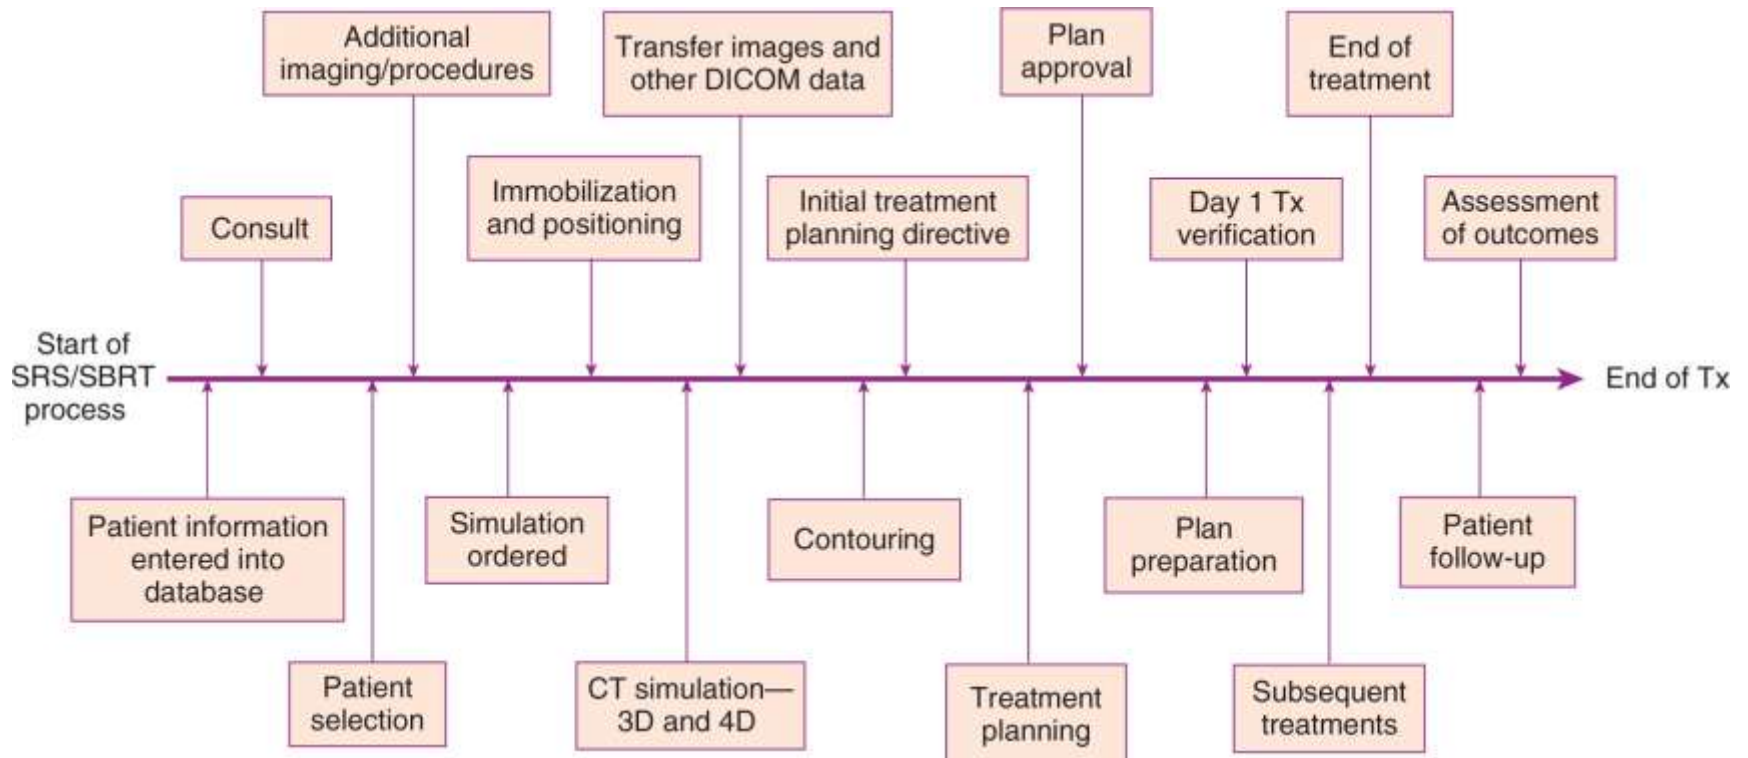 Additional
imaging/procedures
Transfer images and
other DICOM data
Plan
approval
End of
treatment
Consult
Immobilization
and positioning
Initial treatment
planning directive
Day 1 Tx
verification
Assessment
of outcomes
Start of
SRS/SBRT
process
End of Tx
Patient information
entered into
database
Simulation
ordered
Contouring
Plan
preparation
Patient
follow-up
Patient
selection
CT simulation—
3D and 4D
Treatment
planning
Subsequent
treatments